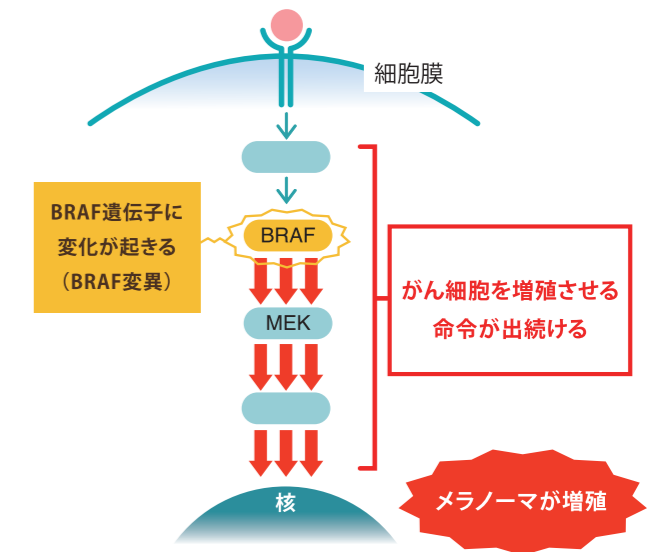 細胞膜
BRAF遺伝子に
変化が起きる
（BRAF変異）
BRAF
MEK
がん細胞を増殖させる
命令が出続ける
核
メラノーマが増殖